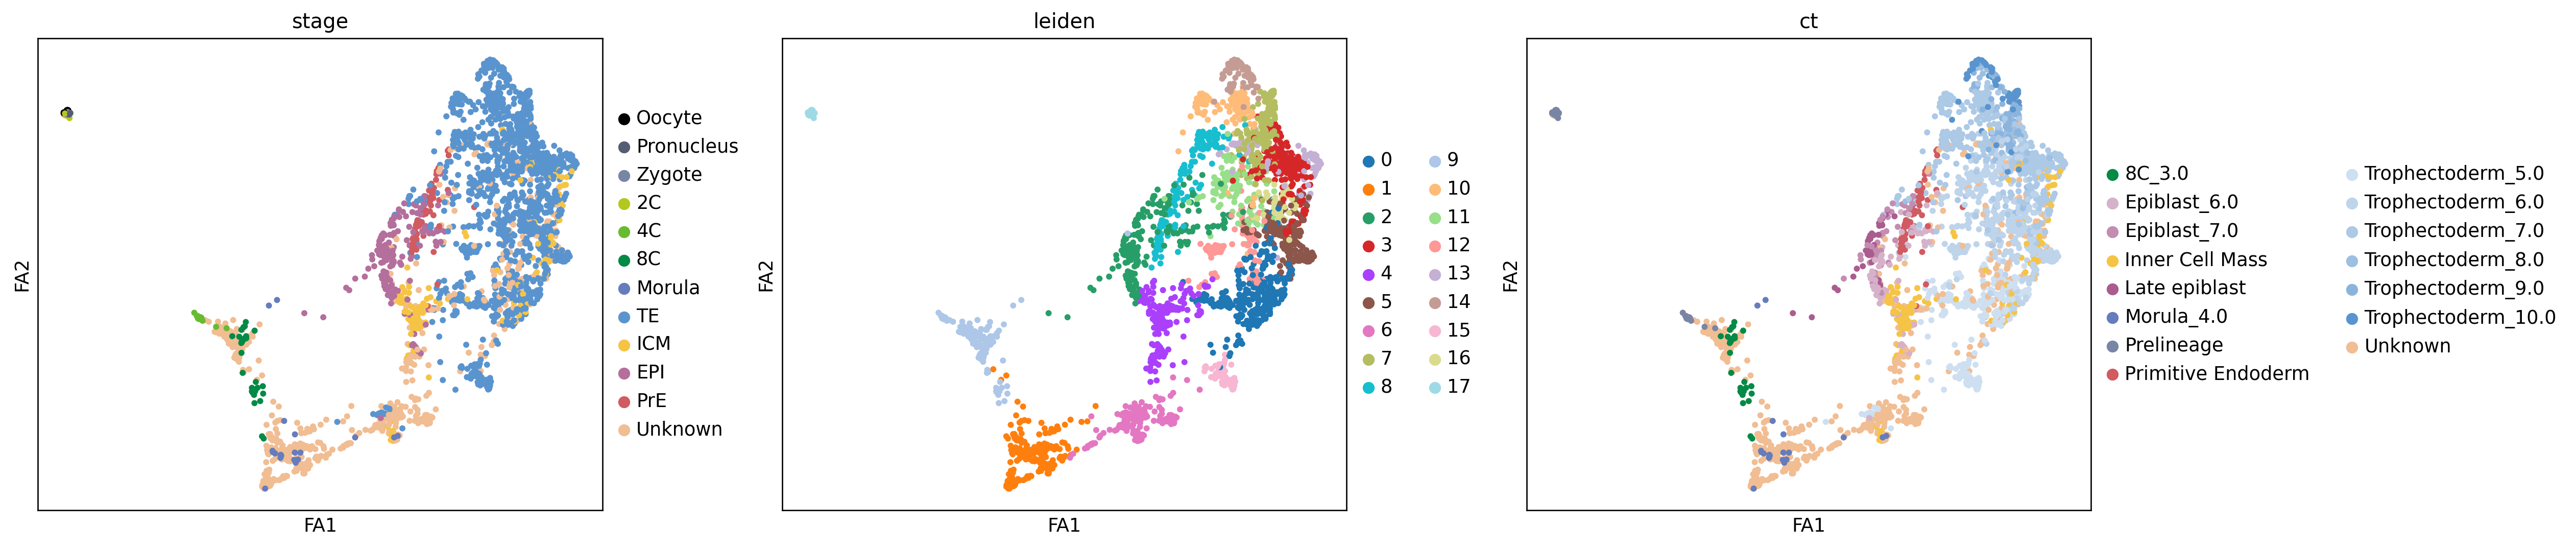 stage
FA2
FA1
Oocyte
Pronucleus
Zygote
2C
4C
8C
Morula
TE
ICM
EPI
PrE
Unknown
leiden
FA2
FA1
0 9
1 10
2 11
3 12
4 13
5 14
6 15
7 16
8 17
ct
FA2
FA1
8C_3.0
Epiblast_6.0
Epiblast_7.0
Inner Cell Mass
Late epiblast
Morula_4.0
Prelineage
Primitive Endoderm
Trophectoderm_5.0
Trophectoderm_6.0
Trophectoderm_7.0
Trophectoderm_8.0
Trophectoderm_9.0
Trophectoderm_10.0
Unknown